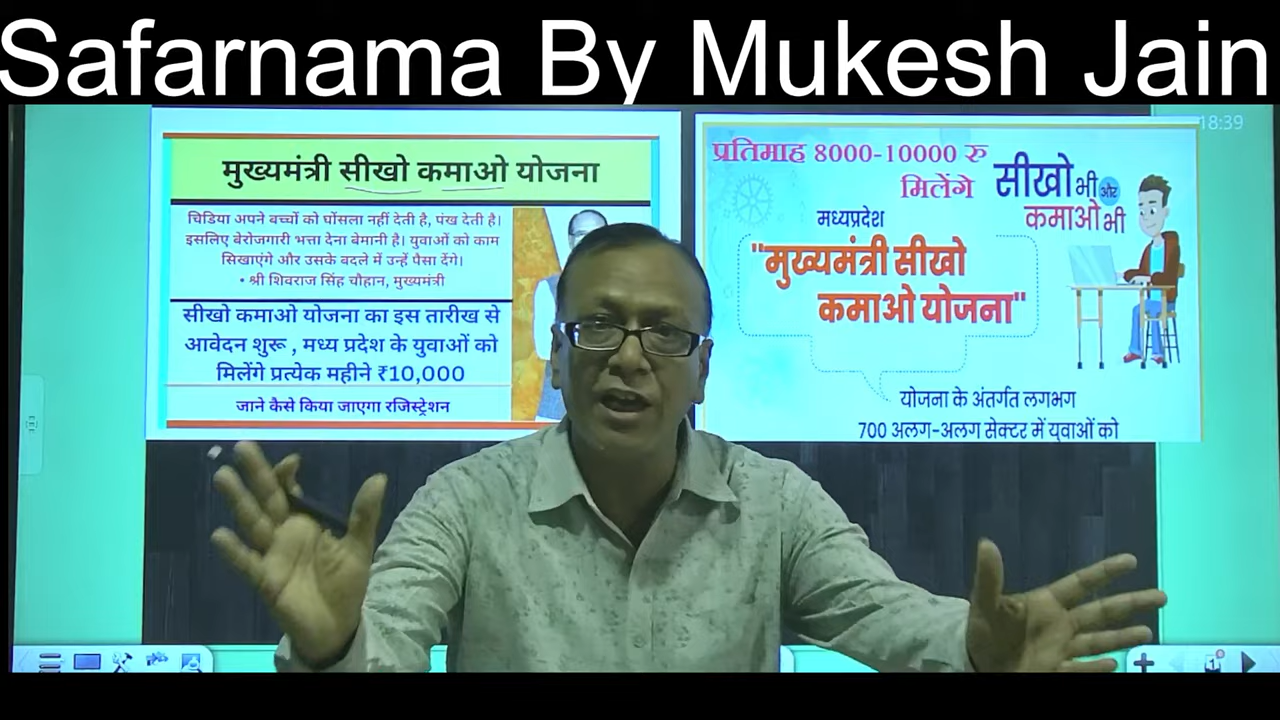 Safarnama By Mukesh Jain
18:39
मुख्यमंत्री सीखो कमाओ योजना
चिडिया अपने बच्चों को घोंसला नहीं देती है, पंख देती है।
इसलिए बेरोजगारी भत्ता देना बेमानी है। युवाओं को काम
सिखाएंगे और उसके बदले में उन्हें पैसा देंगे।
• श्री शिवराज सिंह चौहान, मुख्यमंत्री
सीखो कमाओ योजना का इस तारीख से
आवेदन शुरू , मध्य प्रदेश के युवाओं को
मिलेंगे प्रत्येक महीने ₹10,000
जाने कैसे किया जाएगा रजिस्ट्रेशन
प्रतिमाह 8000-10000 रु
मिलेंगे
सीखो भी और
कमाओ भी
मध्यप्रदेश
"मुख्यमंत्री सीखो
कमाओ योजना"
योजना के अंतर्गत लगभग
700 अलग-अलग सेक्टर में युवाओं को
1